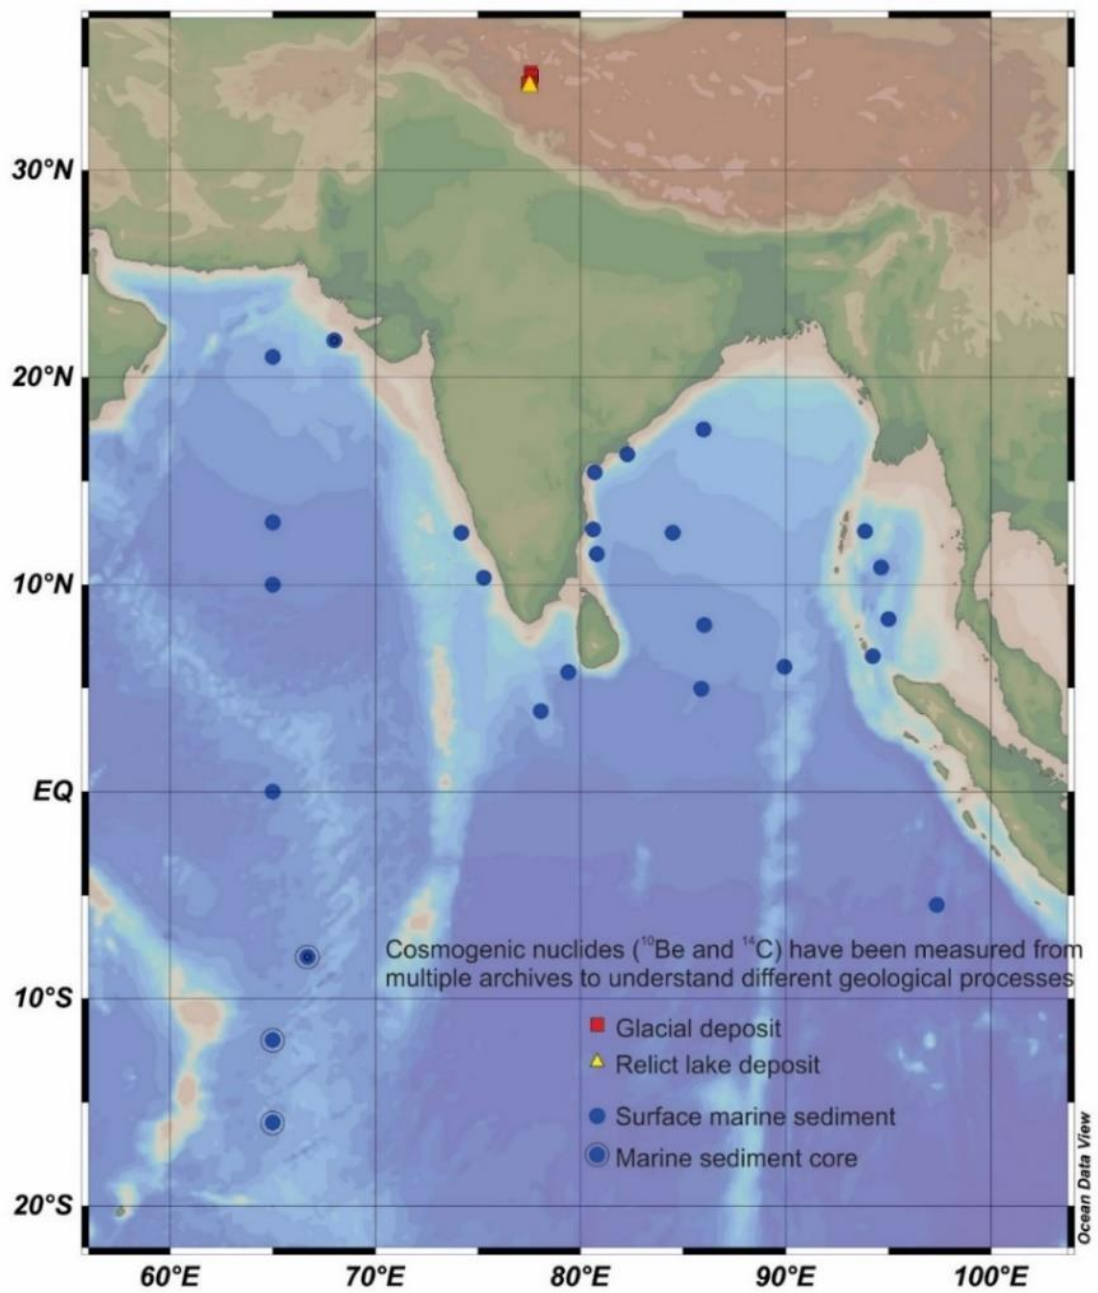 30°N
20°N
10°N
EQ
Cosmogenic nuclides (¹⁰Be and ¹⁴C) have been measured from
multiple archives to understand different geological processes
10°S
Glacial deposit
Relict lake deposit
Surface marine sediment
Marine sediment core
20°S
60°E 70°E 80°E 90°E 100°E
Ocean Data View